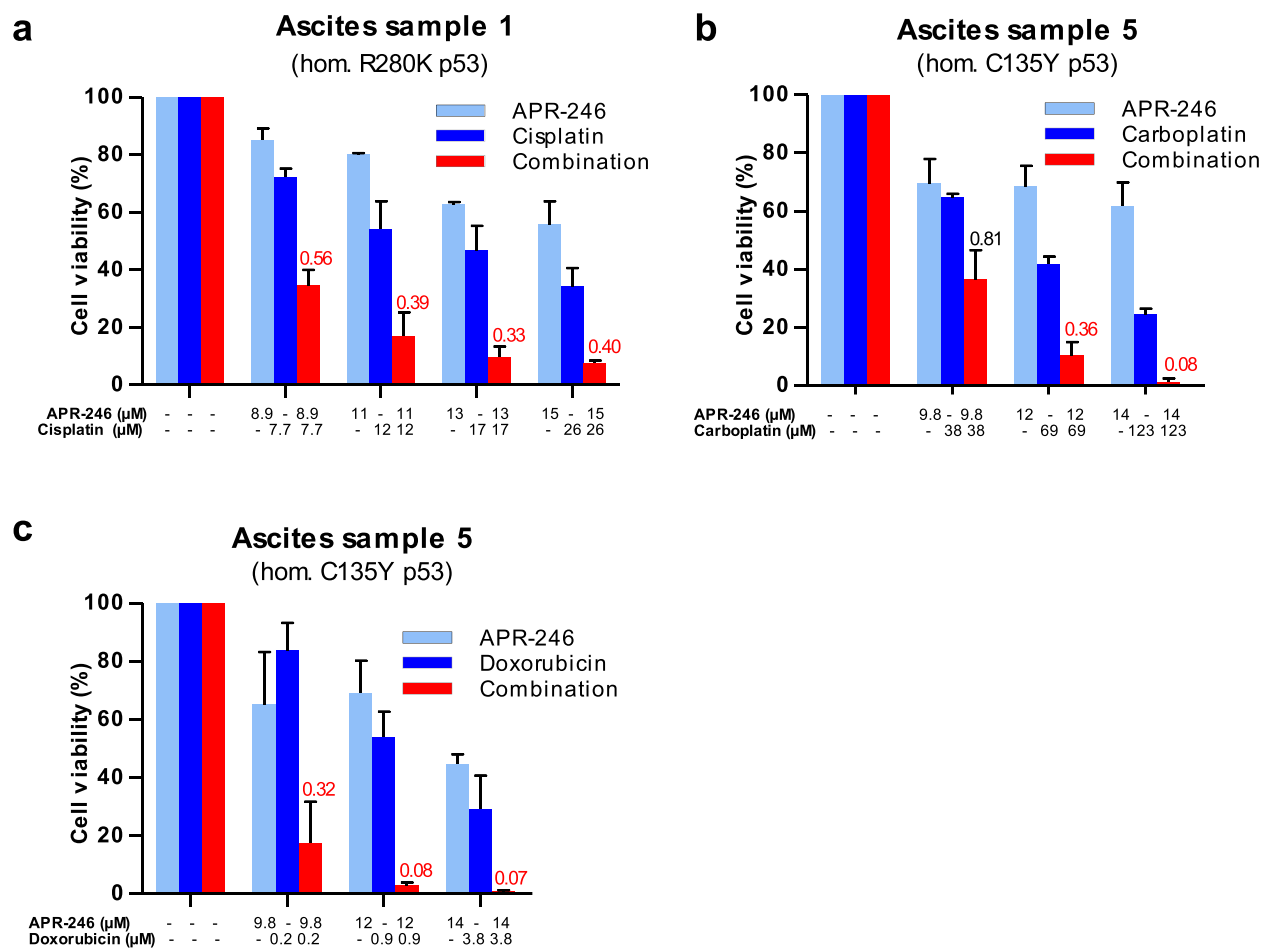 a
Ascites sample 1
(hom. R280K p53)
Cell viability (%)
100
80
60
40
20
0
APR-246
Cisplatin
Combination
0.56
0.39
0.33
0.40
APR-246 (µM) - - - 8.9 - 8.9 11 - 11 13 - 13 15 - 15
Cisplatin (µM) - - - - 7.7 7.7 - 12 12 - 17 17 - 26 26
b
Ascites sample 5
(hom. C135Y p53)
Cell viability (%)
100
80
60
40
20
0
APR-246
Carboplatin
Combination
0.81
0.36
0.08
APR-246 (µM) - - - 9.8 - 9.8 12 - 12 14 - 14
Carboplatin (µM) - - - - 38 38 - 69 69 - 123 123
c
Ascites sample 5
(hom. C135Y p53)
Cell viability (%)
100
80
60
40
20
0
APR-246
Doxorubicin
Combination
0.32
0.08
0.07
APR-246 (µM) - - - 9.8 - 9.8 12 - 12 14 - 14
Doxorubicin (µM) - - - - 0.2 0.2 - 0.9 0.9 - 3.8 3.8